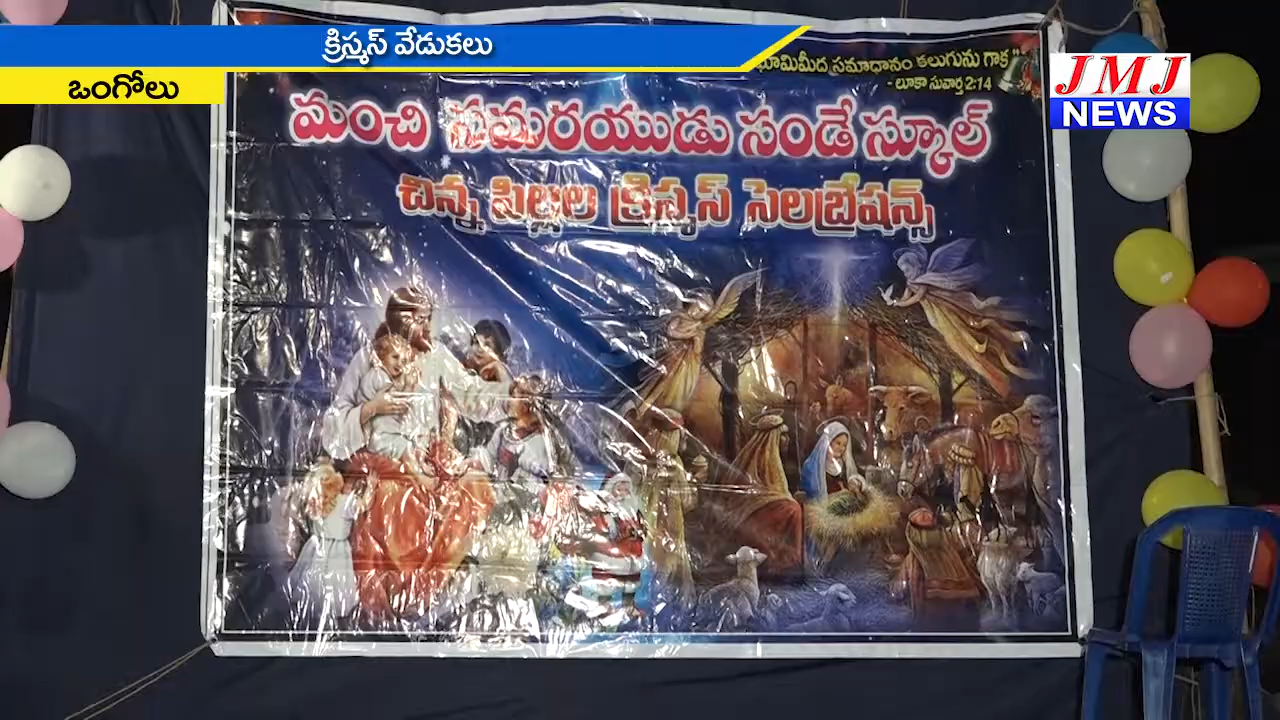 క్రిస్మస్ వేడుకలు
ఒంగోలు
భూమిమీద సమాధానం కలుగును గాక"
- లూకా సువార్త 2:14
JMJ
NEWS
మంచి సమరయుడు సండే స్కూల్
చిన్న పిల్లల క్రిస్మస్ సెలబ్రేషన్స్